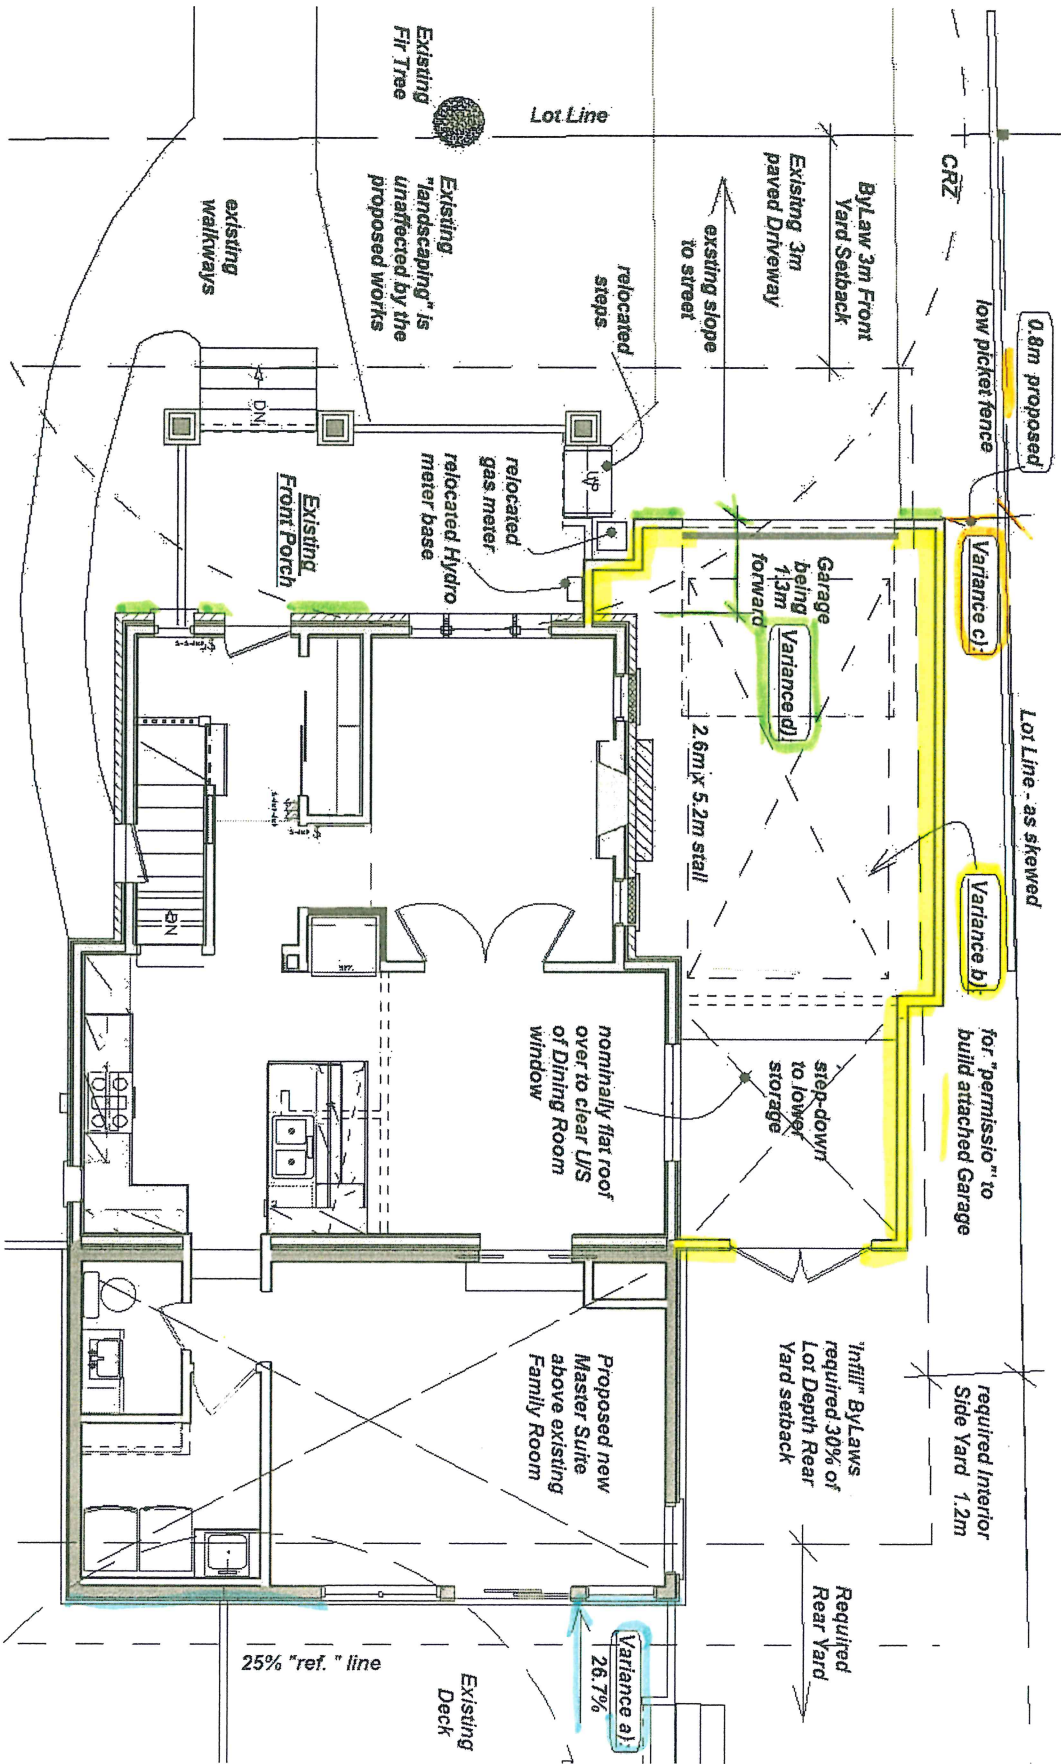 Existing
Fir Tree
Lot Line
Exisitng 3m
paved Driveway
ByLaw 3m Front
Yard Setback
CRZ
0.8m proposed
low picket fence
Variance c):
Lot Line - as skewed
Variance b):
for "permissio"' to
build attached Garage
required Interior
Side Yard 1.2m
existing
walkways
Existing
"landscaping" is
unaffected by the
proposed works
relocated
steps
exsting slope
to street
DN
UP
Existing
Front Porch
relocated Hydro
meter base
relocated
gas meter
Garage
being
1.3m
forward
Variance d)
2.6m x 5.2m stall
DN
step-down
to lower
storage
nominally flat roof
over to clear U/S
of Dining Room
window
"Infill" ByLaws
required 30% of
Lot Depth Rear
Yard setback
Proposed new
Master Suite
above existing
Family Room
Required
Rear Yard
Variance a):
26.7%
25% "ref. " line
Existing
Deck